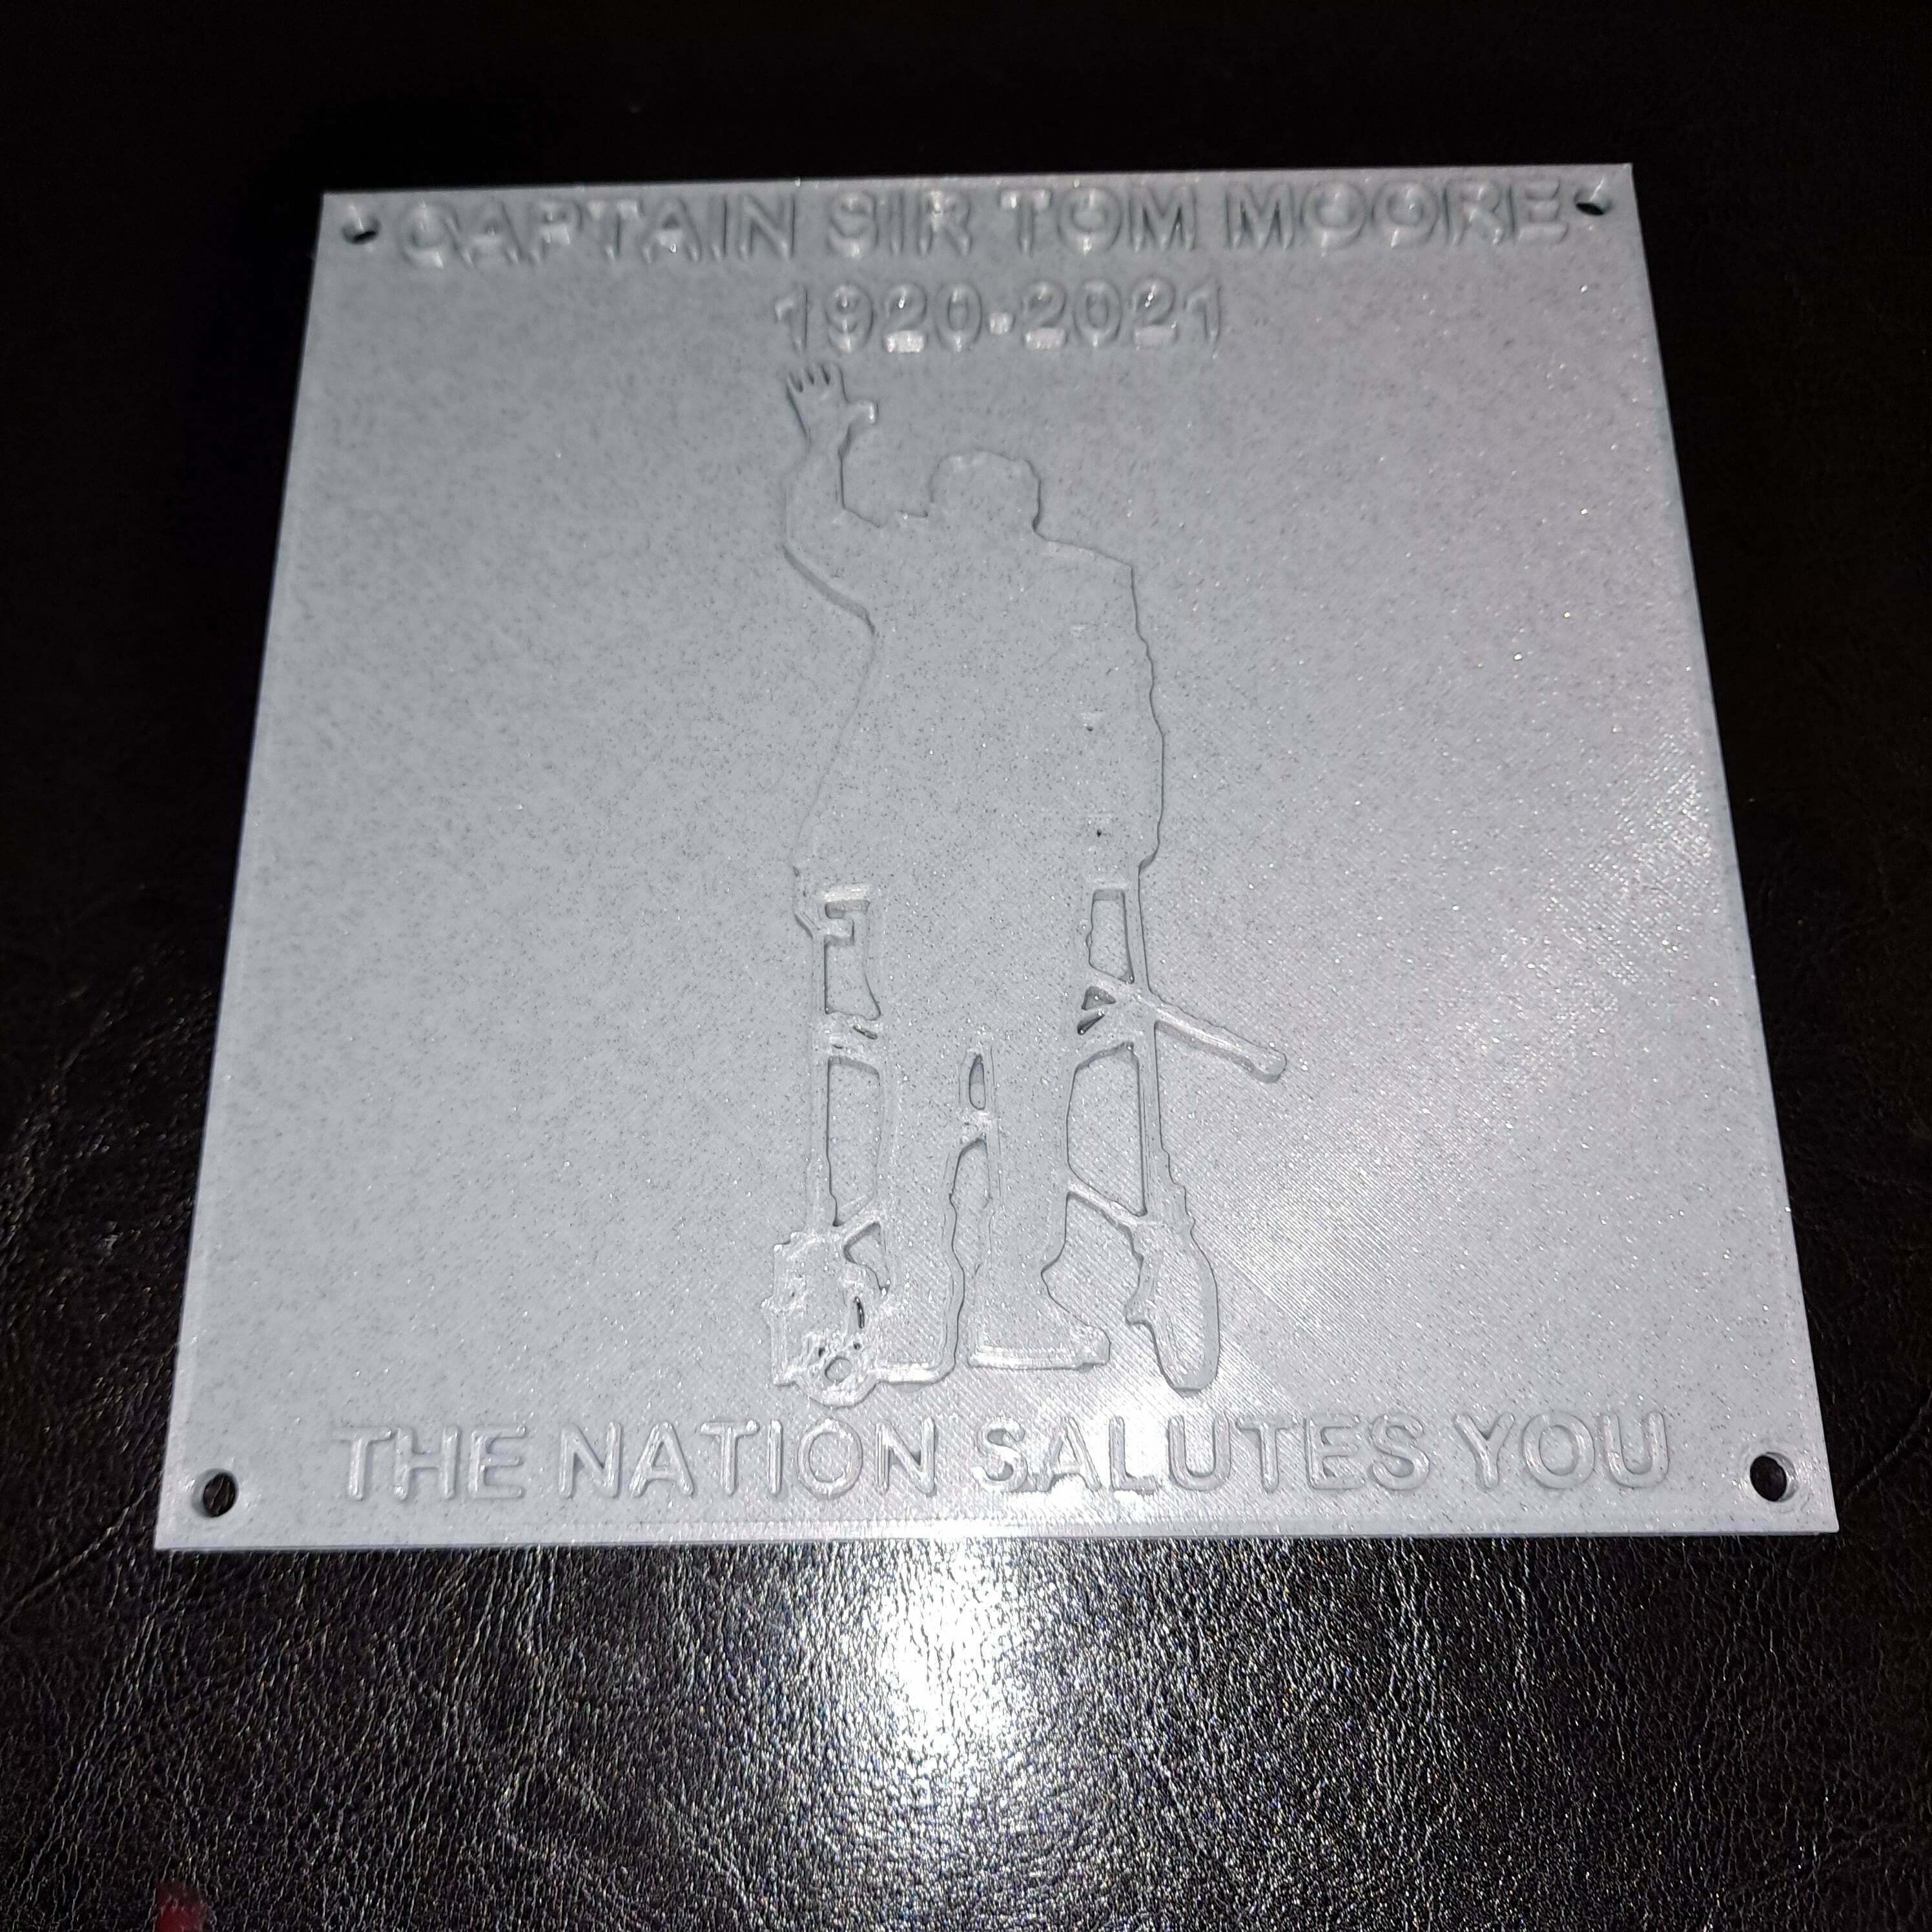 CAPTAIN SIR TOM MOORE
1920-2021
THE NATION SALUTES YOU